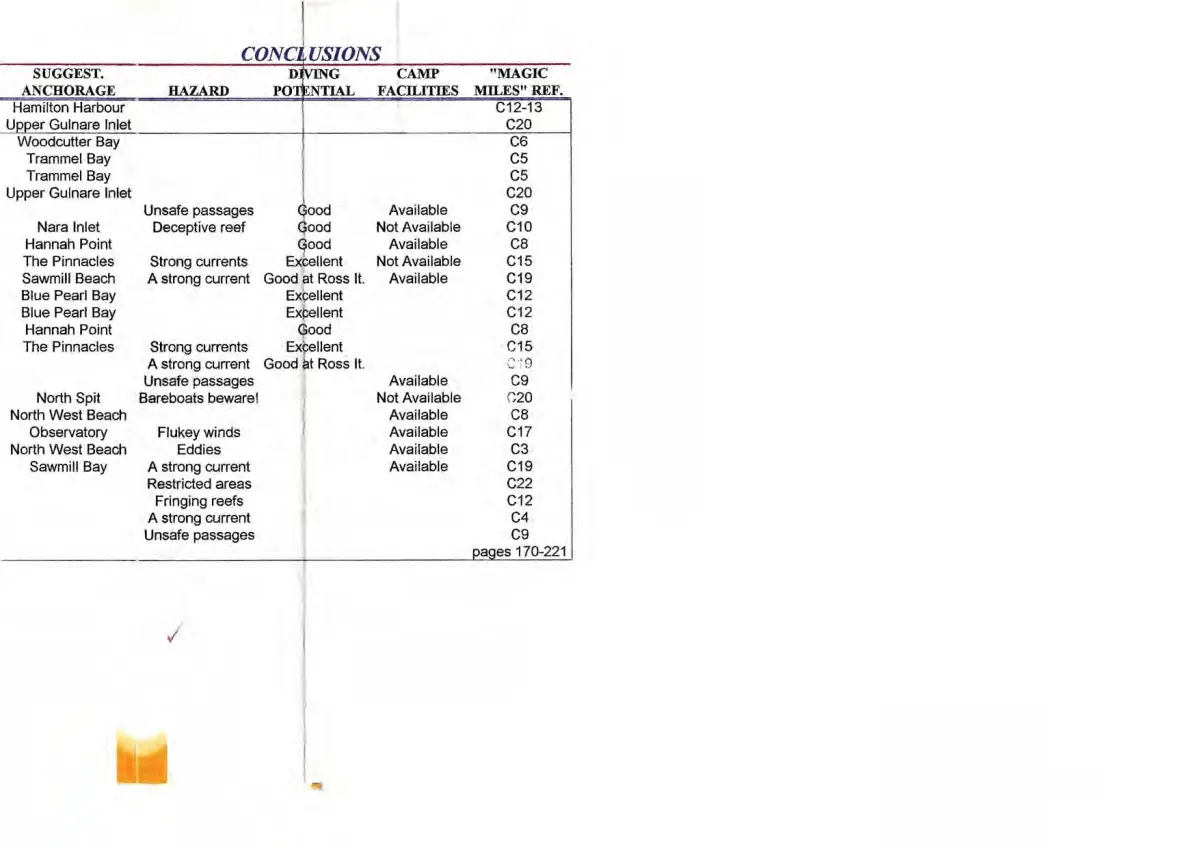 CONCLUSIONS
SUGGEST. DIVING CAMP "MAGIC
ANCHORAGE HAZARD POTENTIAL FACILITIES MILES" REF.
Hamilton Harbour C12-13
Upper Gulnare Inlet C20
Woodcutter Bay C6
Trammel Bay C5
Trammel Bay C5
Upper Gulnare Inlet C20
Unsafe passages Good Available C9
Nara Inlet Deceptive reef Good Not Available C10
Hannah Point Good Available C8
The Pinnacles Strong currents Excellent Not Available C15
Sawmill Beach A strong current Good at Ross It. Available C19
Blue Pearl Bay Excellent C12
Blue Pearl Bay Excellent C12
Hannah Point Good C8
The Pinnacles Strong currents Excellent C15
A strong current Good at Ross It. C19
Unsafe passages Available C9
North Spit Bareboats beware! Not Available C20
North West Beach Available C8
Observatory Flukey winds Available C17
North West Beach Eddies Available C3
Sawmill Bay A strong current Available C19
Restricted areas C22
Fringing reefs C12
A strong current C4
Unsafe passages C9
pages 170-221